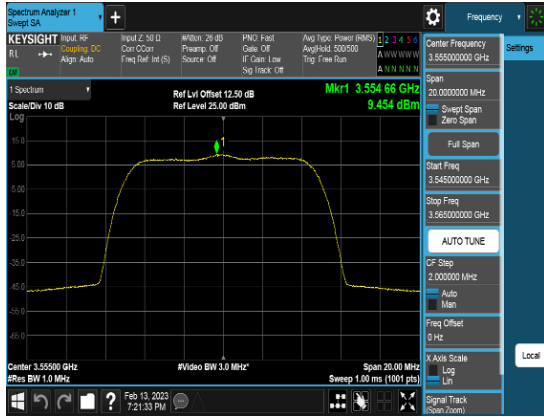 Spectrum Analyzer 1
Swept SA
+
Frequency
KEYSIGHT
RL
LXI
Input: RF
Coupling: DC
Align: Auto
Input Z: 50 Ω
Corr CCorr
Freq Ref: Int (S)
#Atten: 26 dB
Preamp: Off
Source: Off
PNO: Fast
Gate: Off
IF Gain: Low
Sig Track: Off
Avg Type: Power (RMS)
Avg|Hold: 500/500
Trig: Free Run
1 2 3 4 5 6
A W W W W W
A N N N N N
1 Spectrum
Scale/Div 10 dB
Log
Ref Lvl Offset 12.50 dB
Ref Level 25.00 dBm
Mkr1 3.554 66 GHz
9.454 dBm
1
15.0
5.00
-5.00
-15.0
-25.0
-35.0
-45.0
-55.0
-65.0
Center 3.55500 GHz
#Res BW 1.0 MHz
#Video BW 3.0 MHz*
Span 20.00 MHz
Sweep 1.00 ms (1001 pts)
Feb 13, 2023
7:21:33 PM
Center Frequency
3.555000000 GHz
Span
20.0000000 MHz
Swept Span
Zero Span
Full Span
Start Freq
3.545000000 GHz
Stop Freq
3.565000000 GHz
AUTO TUNE
CF Step
2.000000 MHz
Auto
Man
Freq Offset
0 Hz
X Axis Scale
Log
Lin
Signal Track
(Span Zoom)
Settings
Local